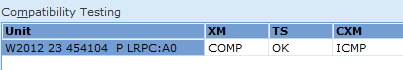 Compatibility Testing
Unit XM TS CXM
W2012 23 454104 P LRPC:A0 COMP OK ICMP